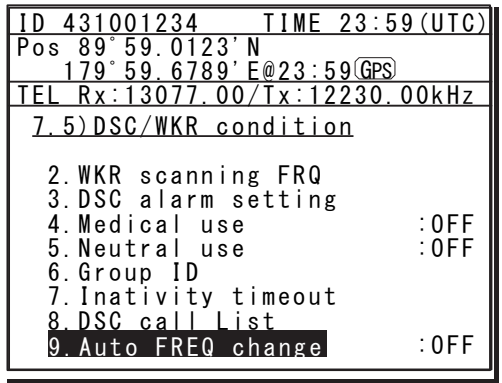 ID 431001234 TIME 23:59(UTC)
Pos 89°59.0123'N
179°59.6789'E@23:59 GPS
TEL Rx:13077.00/Tx:12230.00kHz
7.5)DSC/WKR condition
2.WKR scanning FRQ
3.DSC alarm setting
4.Medical use :OFF
5.Neutral use :OFF
6.Group ID
7.Inativity timeout
8.DSC call List
9.Auto FREQ change :OFF